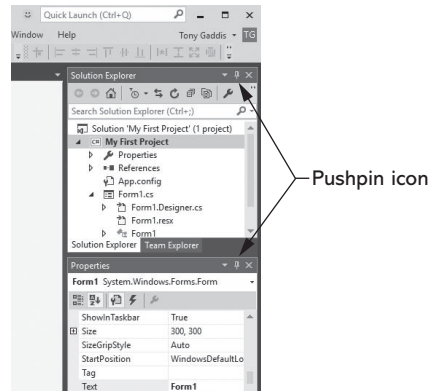 Quick Launch (Ctrl+Q)
Window Help Tony Gaddis TG
Solution Explorer
Search Solution Explorer (Ctrl+;)
Solution 'My First Project' (1 project)
C# My First Project
Properties
References
App.config
Form1.cs
Form1.Designer.cs
Form1.resx
Form1
Solution Explorer Team Explorer
Pushpin icon
Properties
Form1 System.Windows.Forms.Form
ShowInTaskbar True
Size 300, 300
SizeGripStyle Auto
StartPosition WindowsDefaultLo
Tag
Text Form1